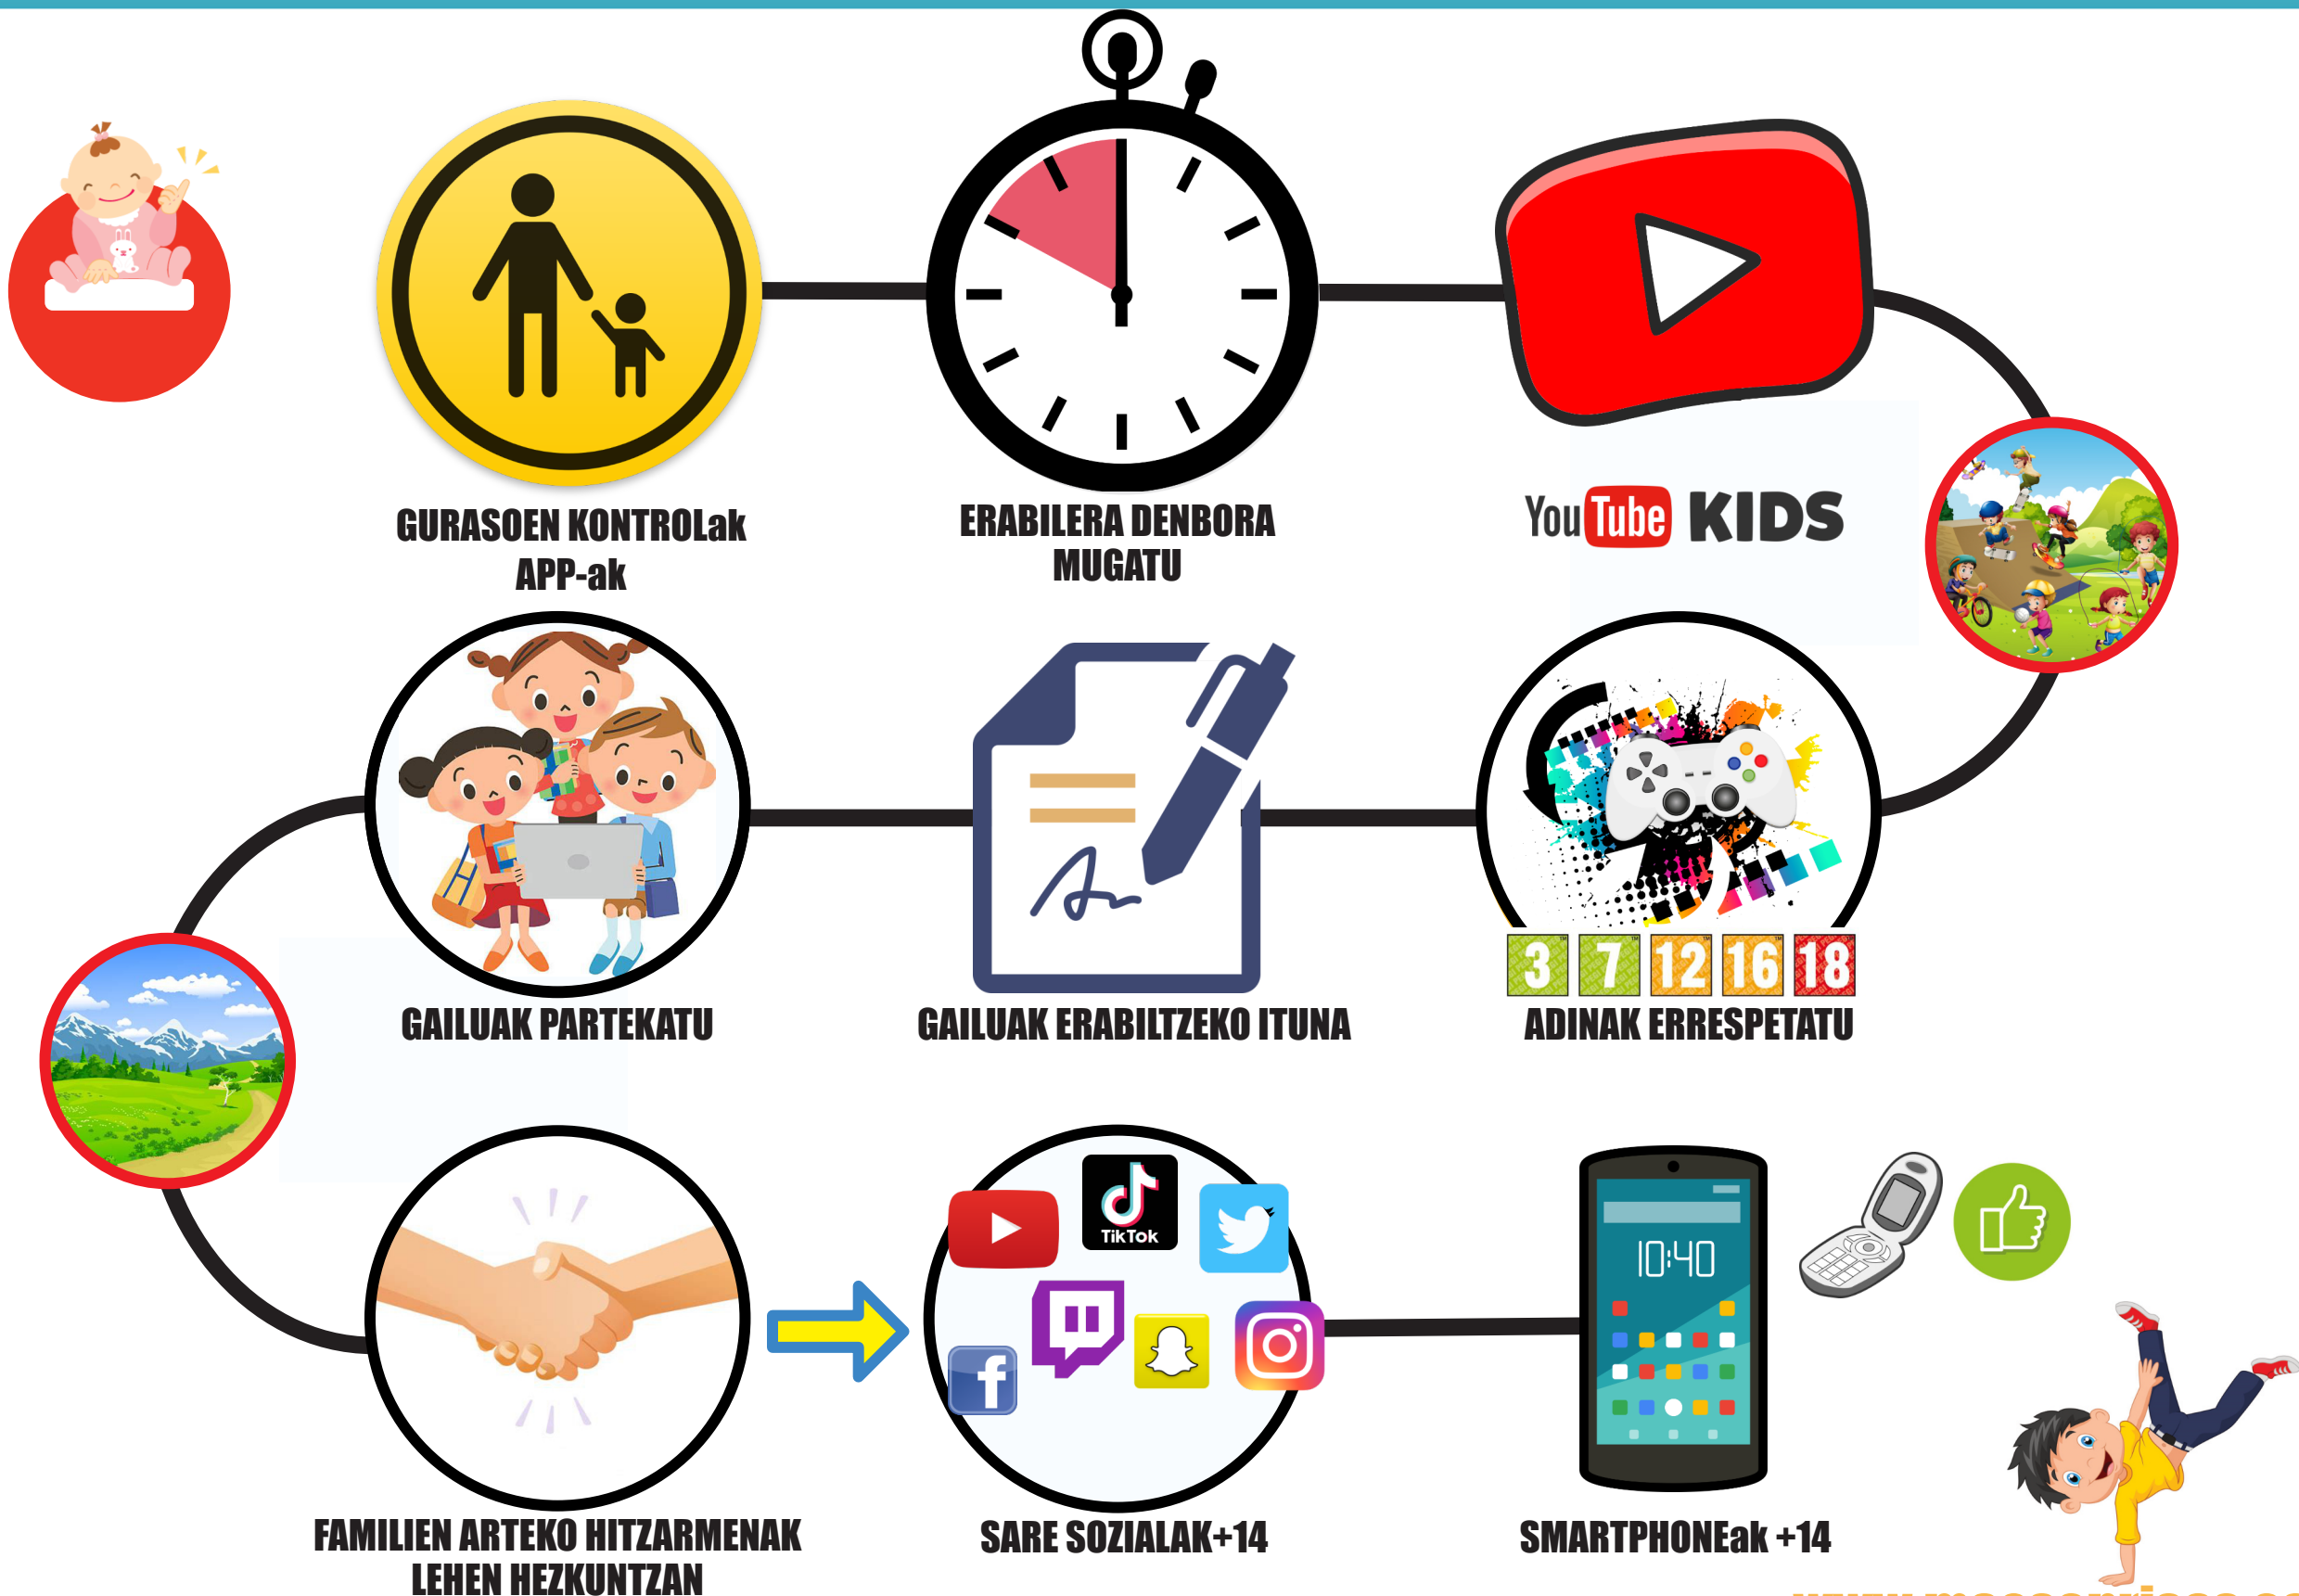 GURASOEN KONTROLak
APP-ak
ERABILERA DENBORA
MUGATU
YouTube KIDS
GAILUAK PARTEKATU
GAILUAK ERABILTZEKO ITUNA
3 7 12 16 18
ADINAK ERRESPETATU
FAMILIEN ARTEKO HITZARMENAK
LEHEN HEZKUNTZAN
TikTok
SARE SOZIALAK+14
10:40
SMARTPHONEak +14